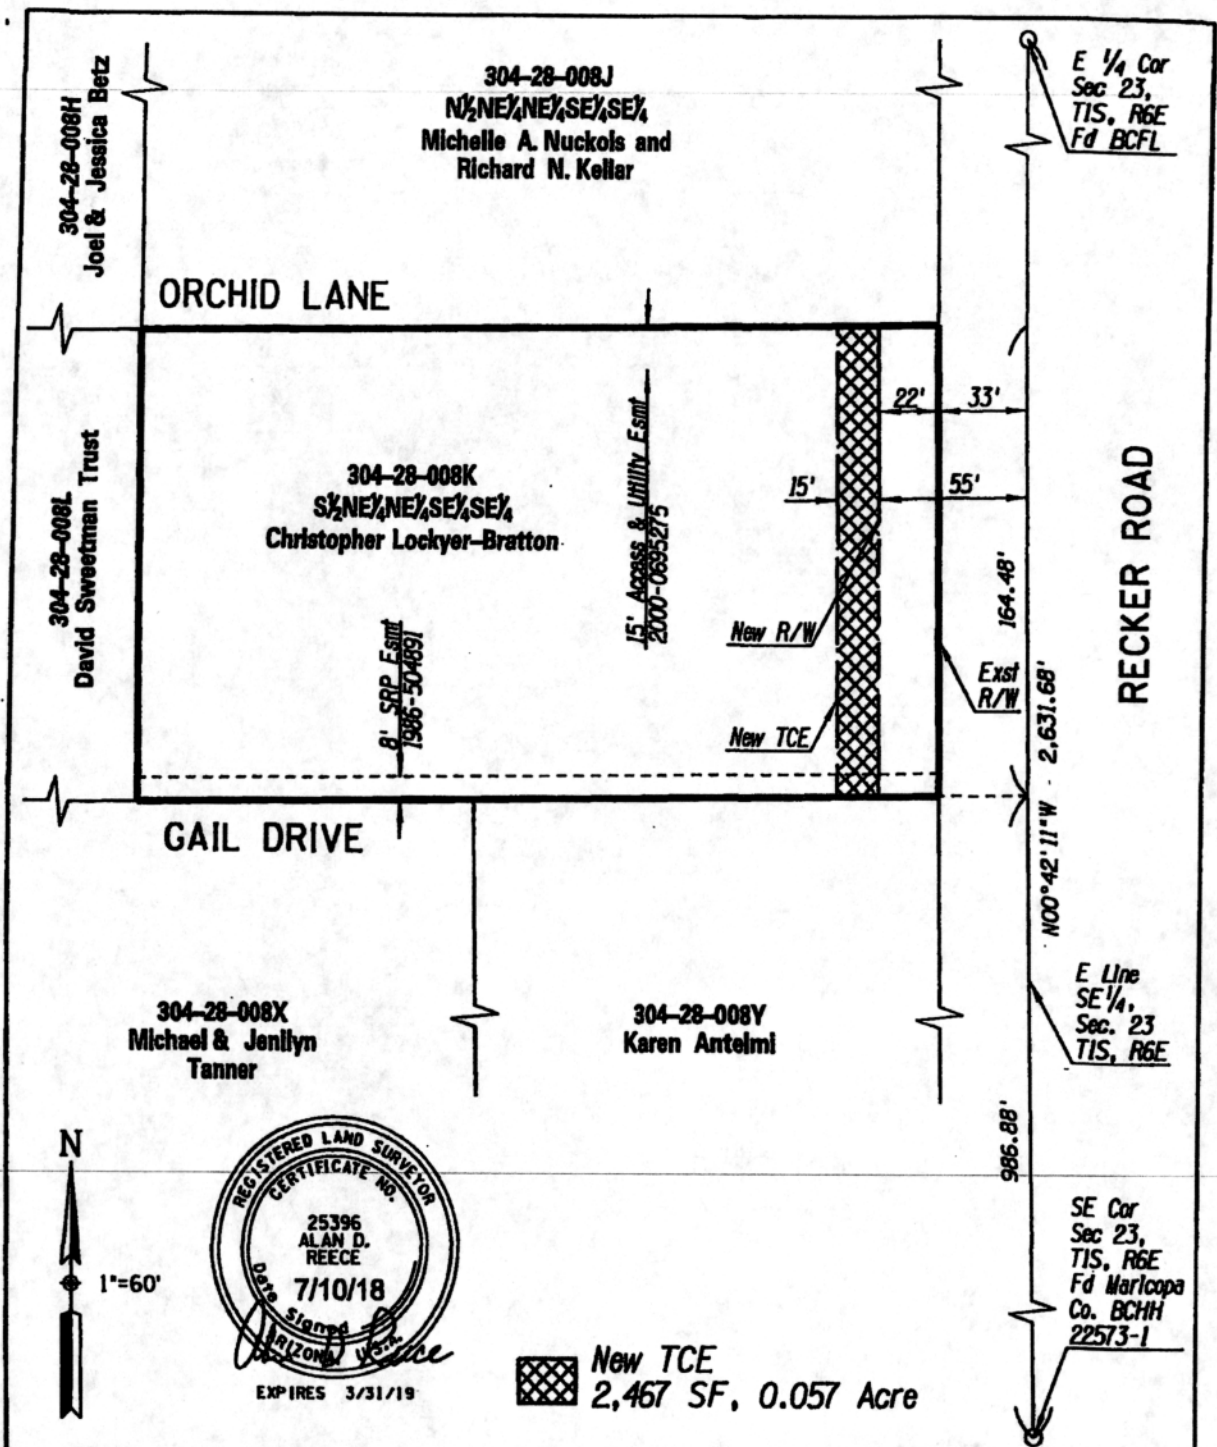 304-28-008J
N½NE¼NE¼SE¼SE¼
Michelle A. Nuckols and
Richard N. Kellar
304-28-008H
Joel & Jessica Betz
E ¼ Cor
Sec 23,
T1S, R6E
Fd BCFL
ORCHID LANE
22'
33'
15'
55'
304-28-008L
David Sweetman Trust
304-28-008K
S½NE¼NE¼SE¼SE¼
Christopher Lockyer-Bratton
15' Access & Utility Esmt
2000-0695275
8' SRP Esmt
1986-504891
New R/W
New TCE
Exst
R/W
164.48'
RECKER ROAD
N00°42'11"W 2,631.68'
GAIL DRIVE
E Line
SE ¼,
Sec. 23
T1S, R6E
304-28-008X
Michael & Jenilyn
Tanner
304-28-008Y
Karen Antelmi
986.88'
N
1"=60'
REGISTERED LAND SURVEYOR
CERTIFICATE NO.
25396
ALAN D.
REECE
7/10/18
Date Signed
ARIZONA U.S.A.
EXPIRES 3/31/19
SE Cor
Sec 23,
T1S, R6E
Fd Maricopa
Co. BCHH
22573-1
New TCE
2,467 SF, 0.057 Acre